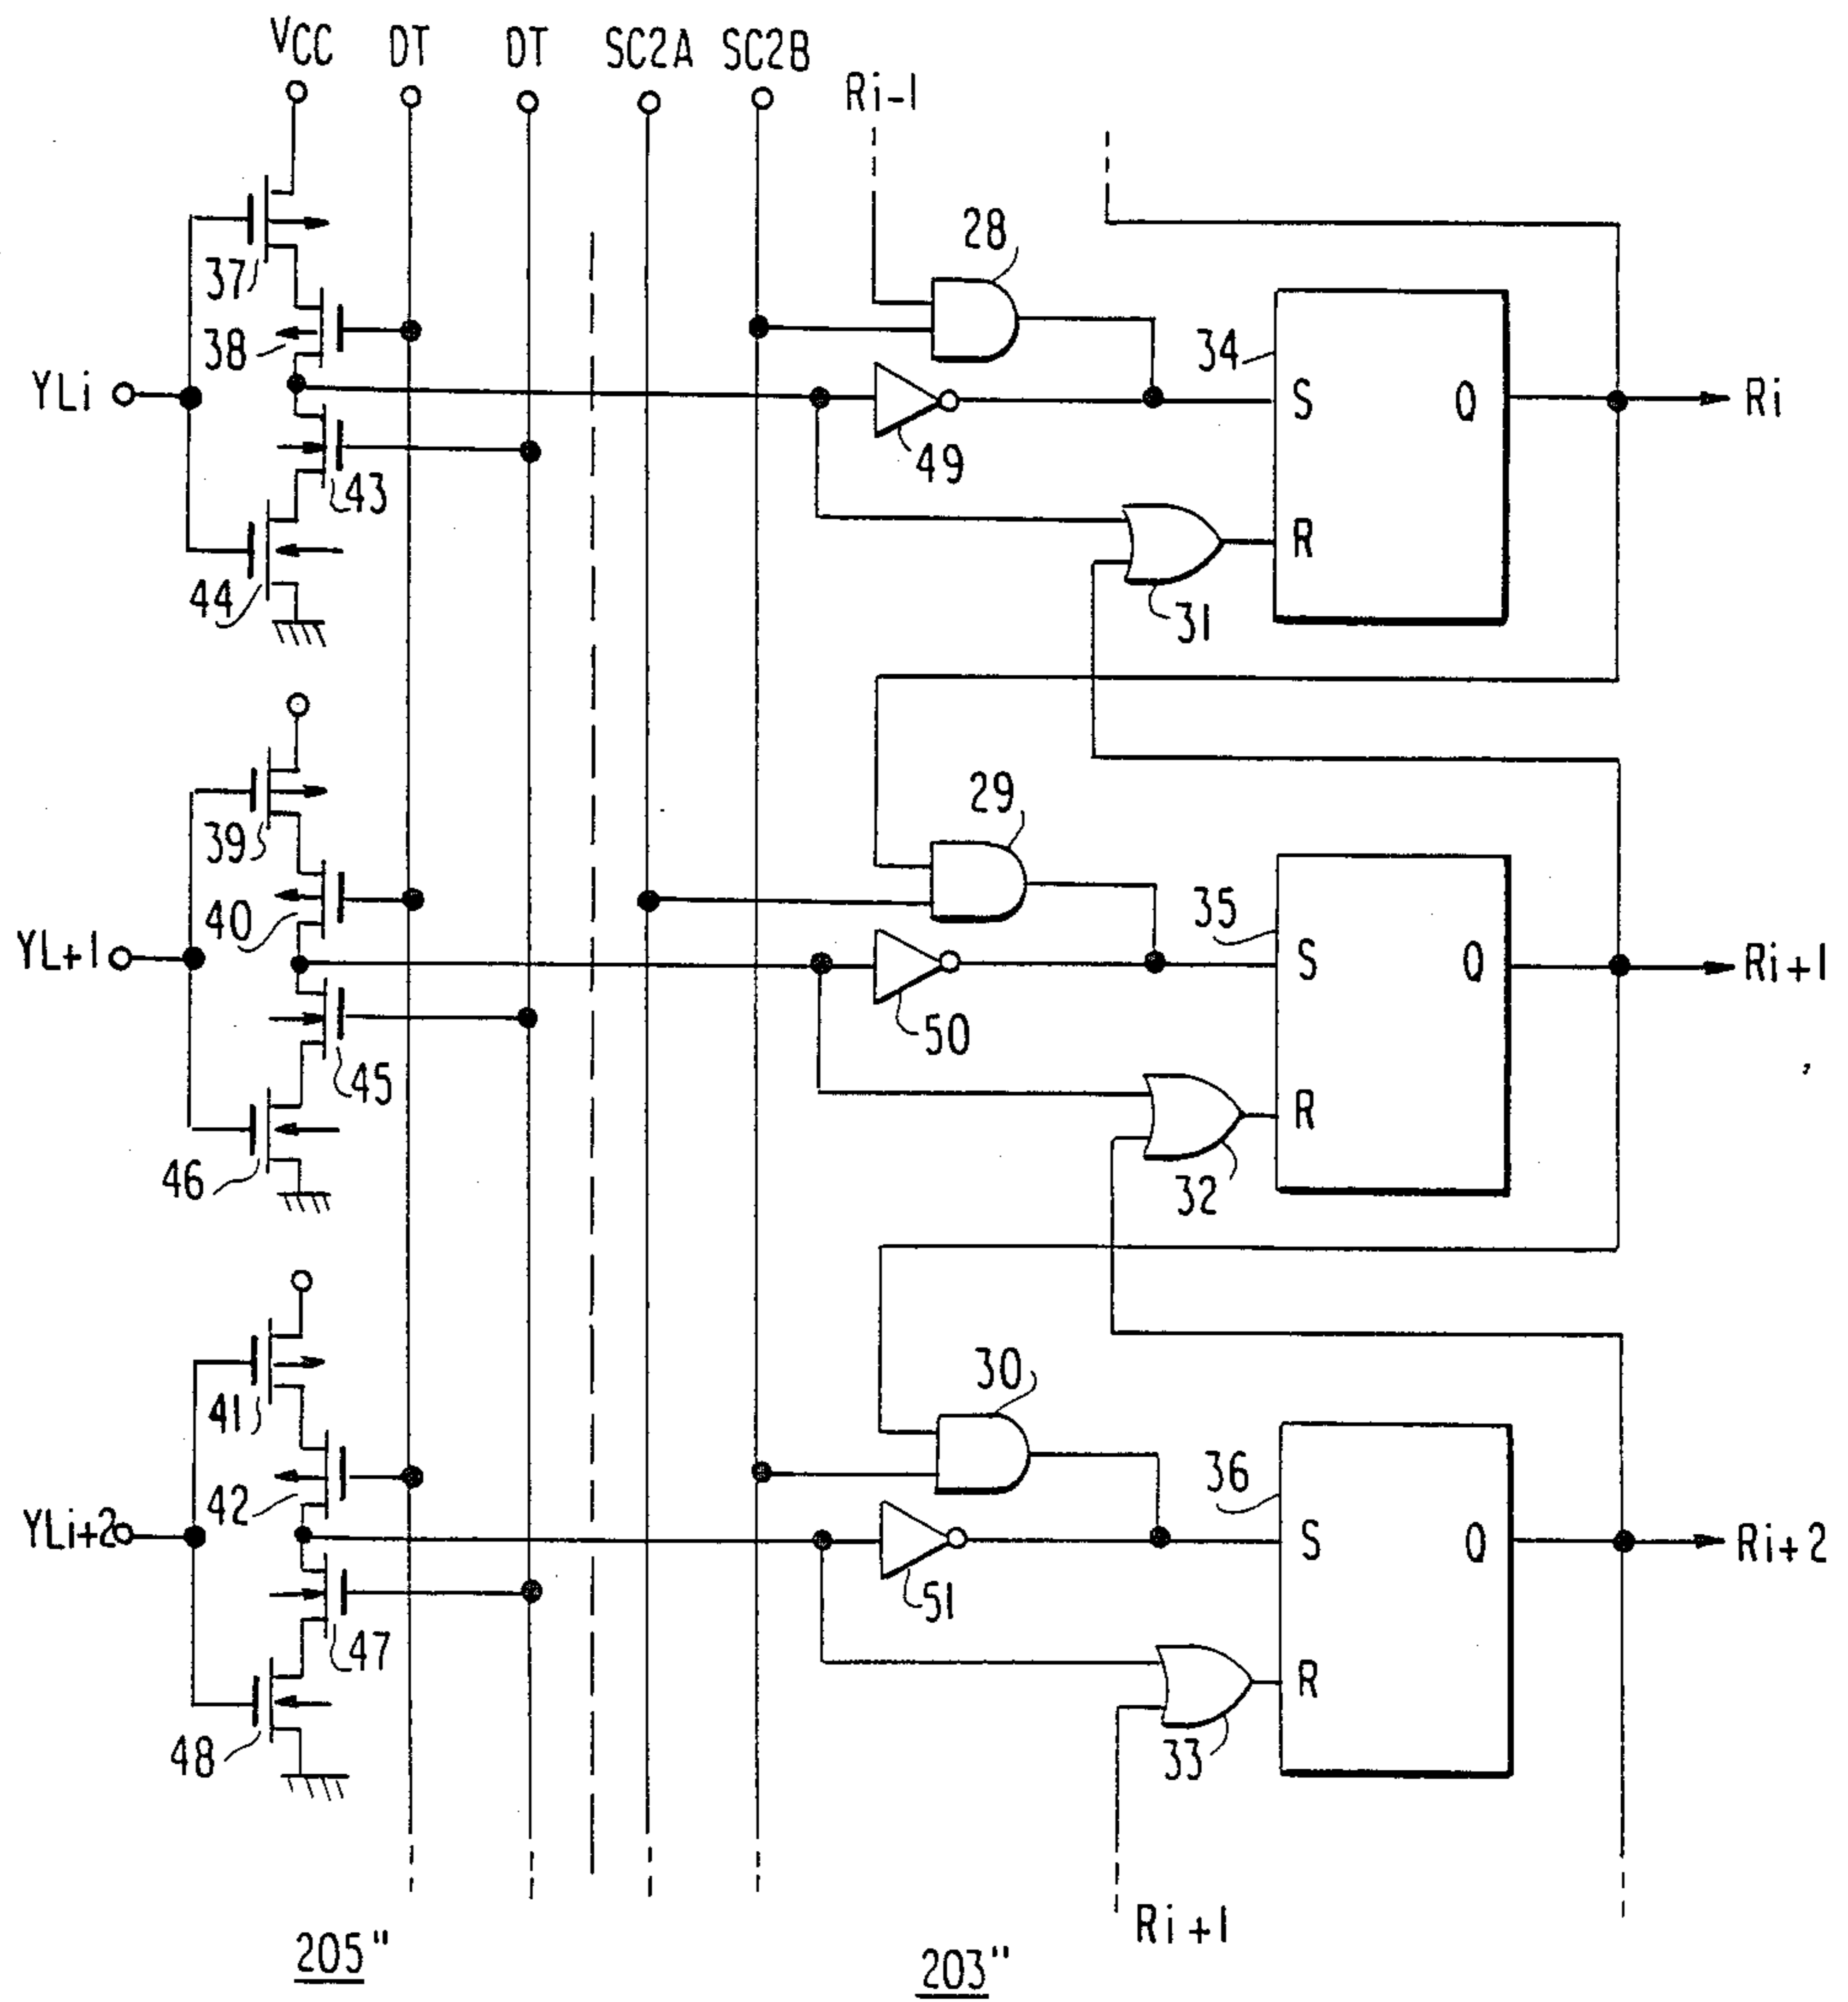 VCC DT DT SC2A SC2B
Ri-1
28
37
38
34
YLi
S
Q
Ri
49
43
R
44
31
29
39
40
35
YL+1
S
Q
Ri+1
50
45
R
46
32
30
41
36
42
YLi+2
S
Q
Ri+2
51
47
R
48
33
Ri+1
205"
203"